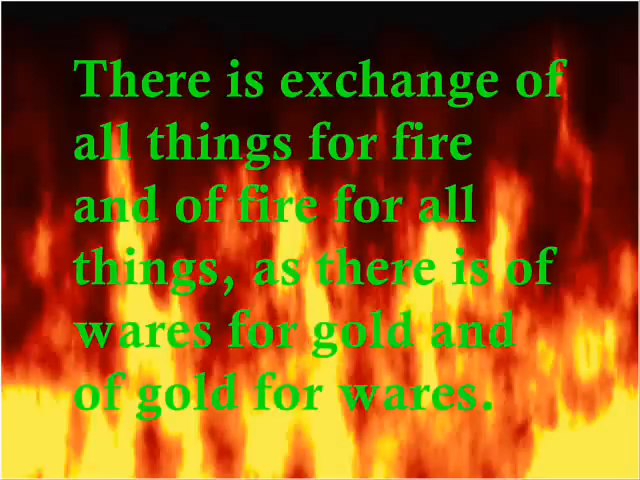 There is exchange of
all things for fire
and of fire for all
things, as there is of
wares for gold and
of gold for wares.